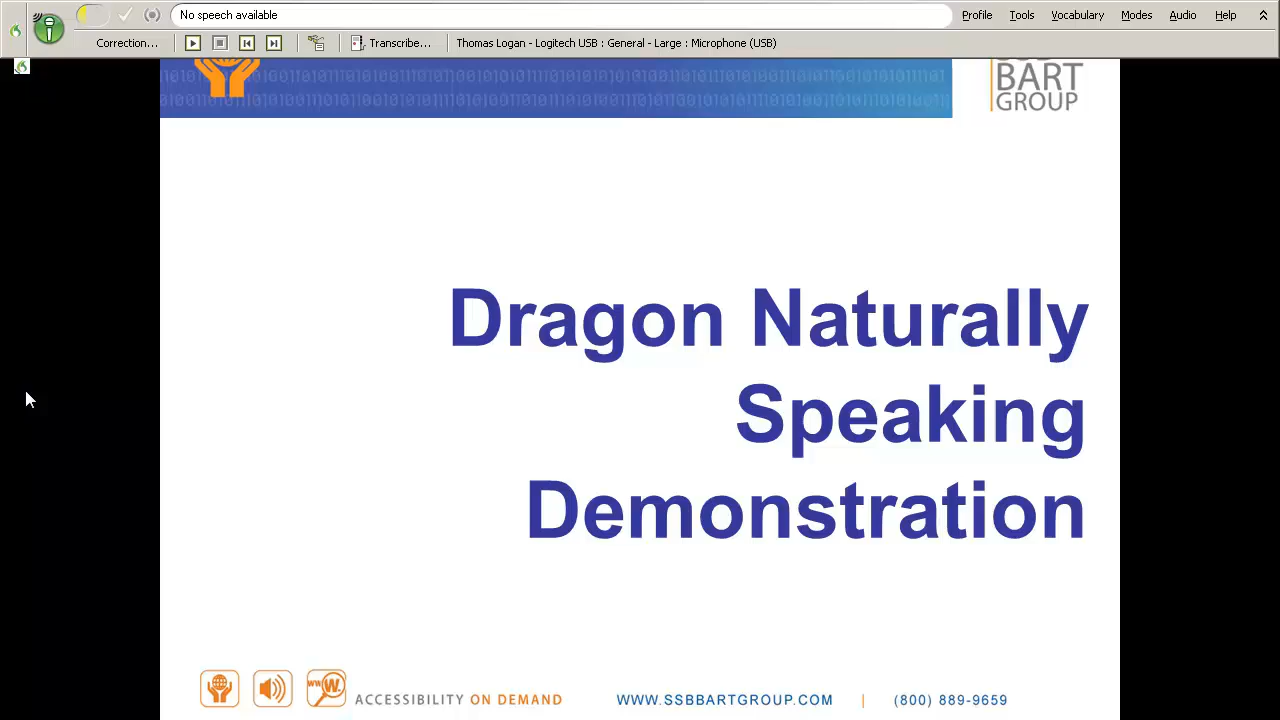 No speech available
Profile Tools Vocabulary Modes Audio Help
Correction... Transcribe... Thomas Logan - Logitech USB : General - Large : Microphone (USB)
BART
GROUP
Dragon Naturally
Speaking
Demonstration
ACCESSIBILITY ON DEMAND WWW.SSBBARTGROUP.COM | (800) 889-9659